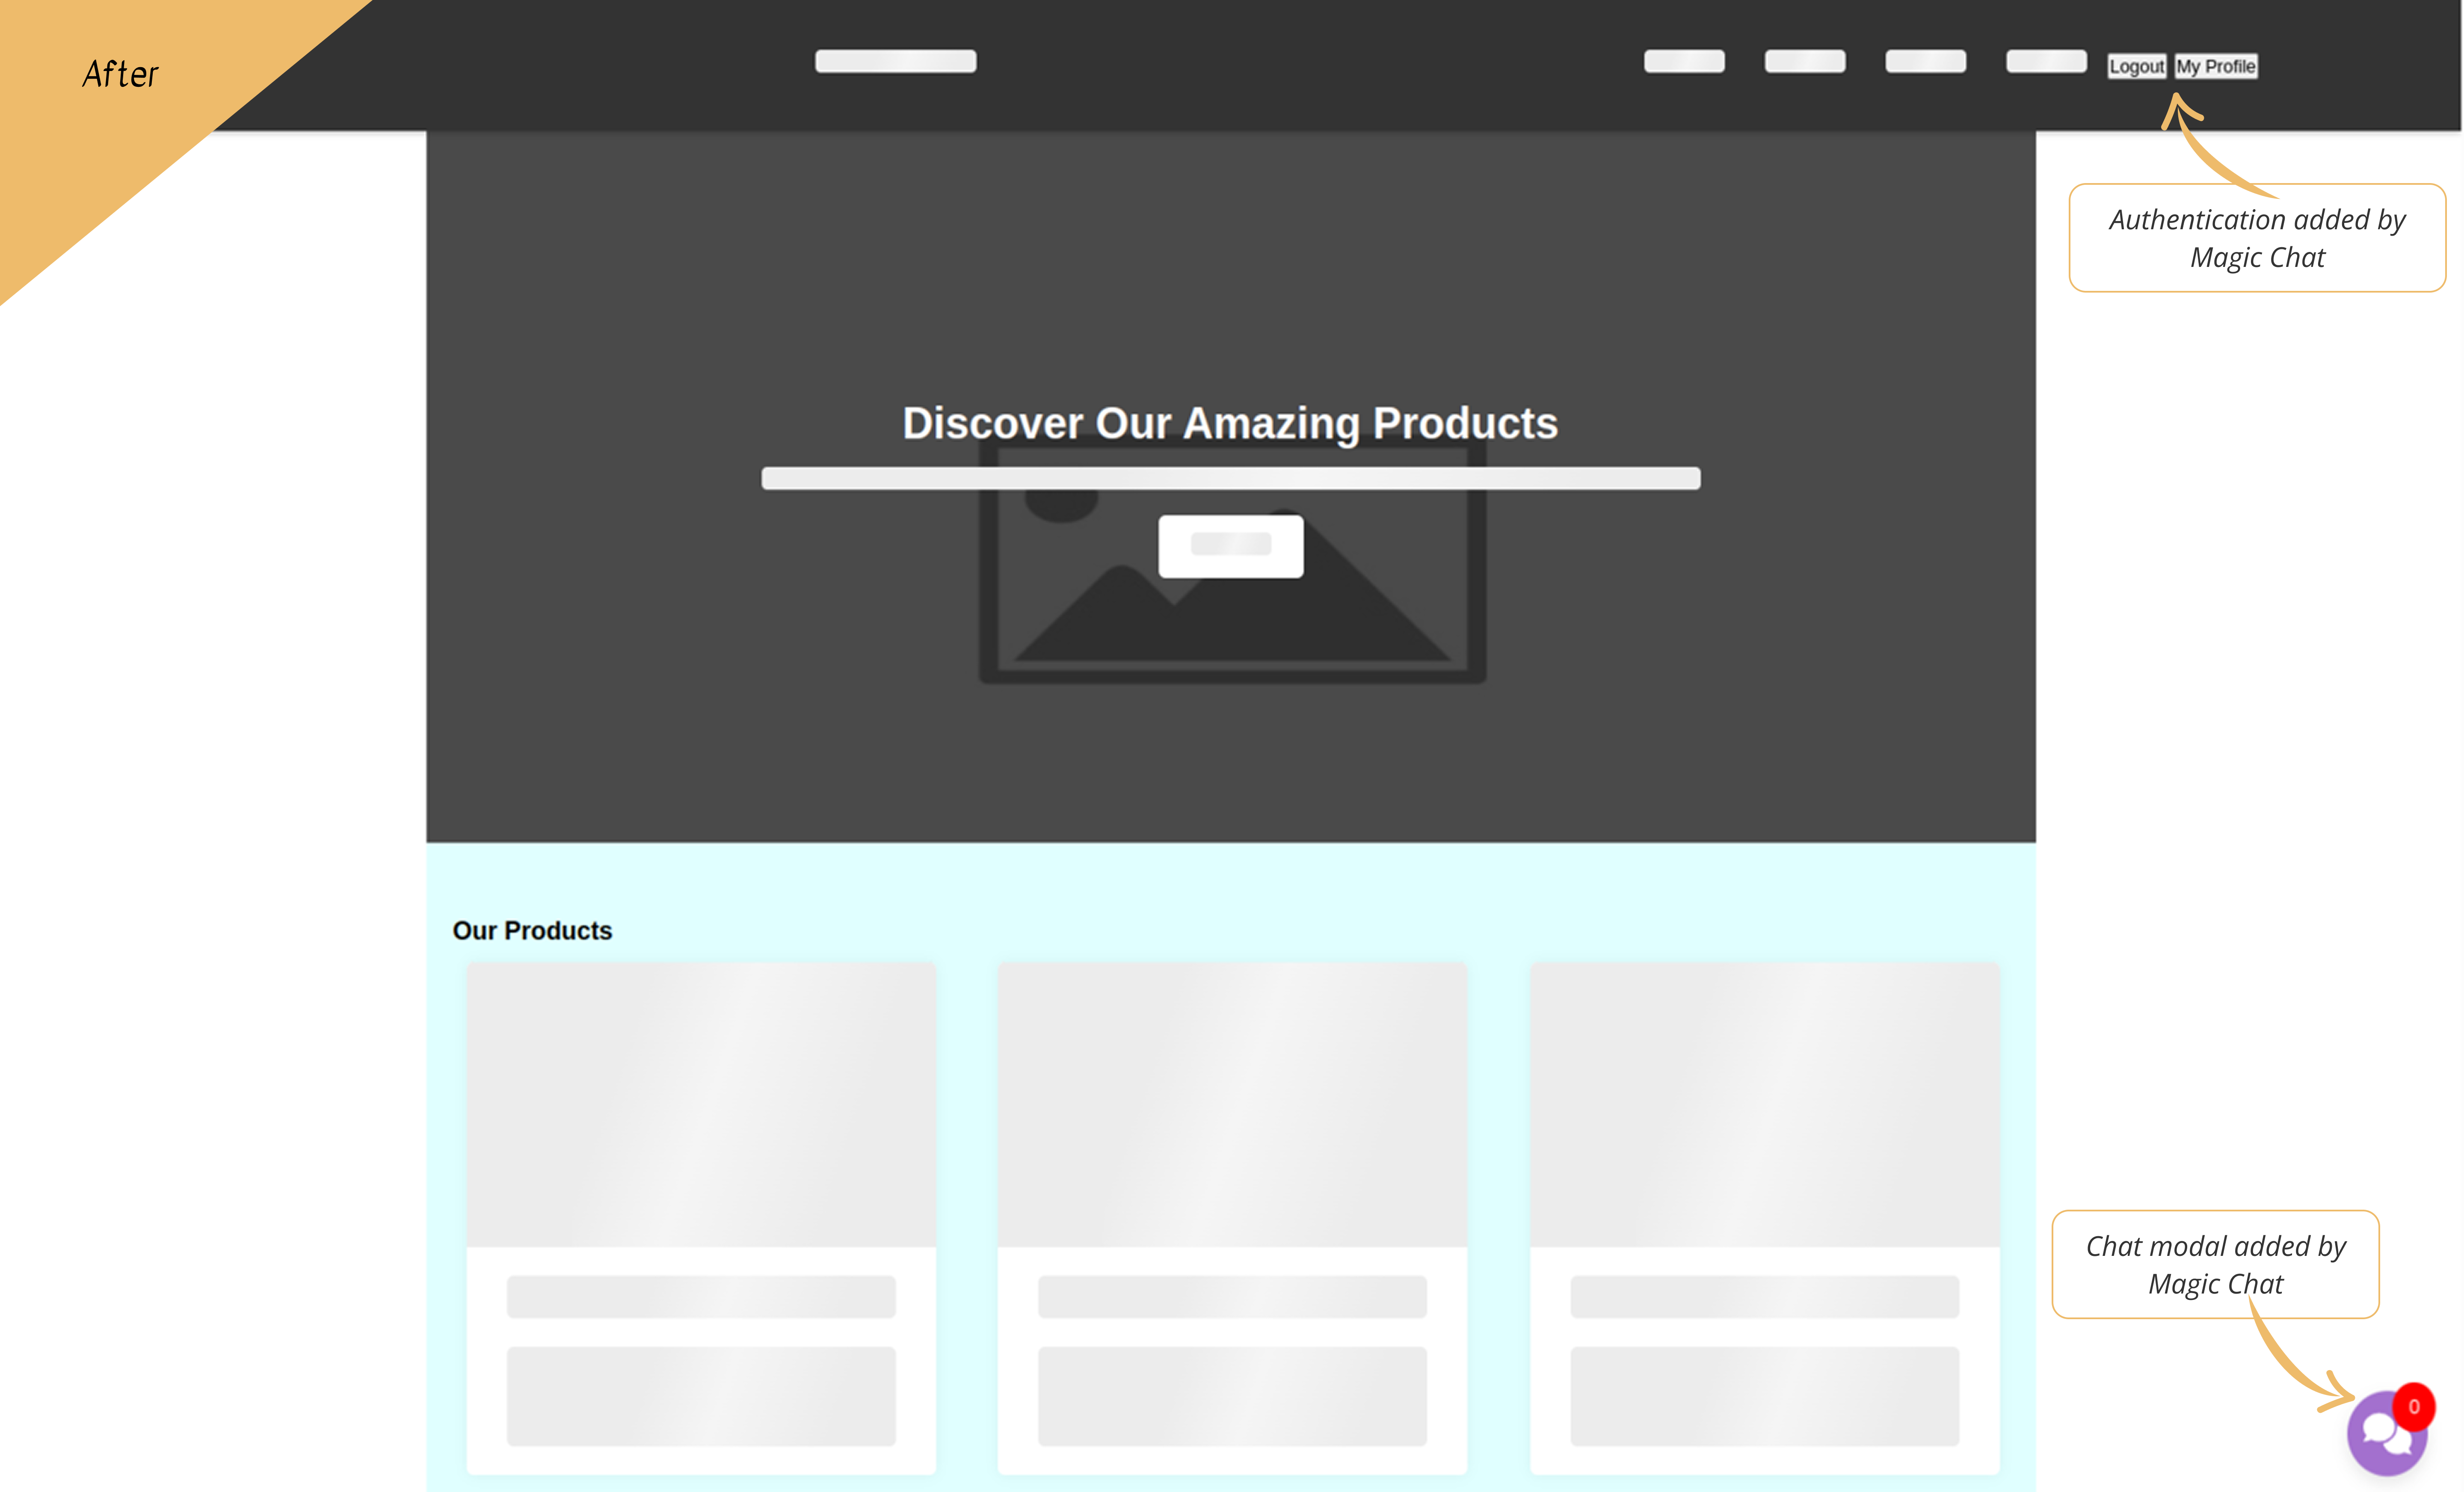 After
Logout My Profile
Authentication added by
Magic Chat
Discover Our Amazing Products
Our Products
Chat modal added by
Magic Chat
0